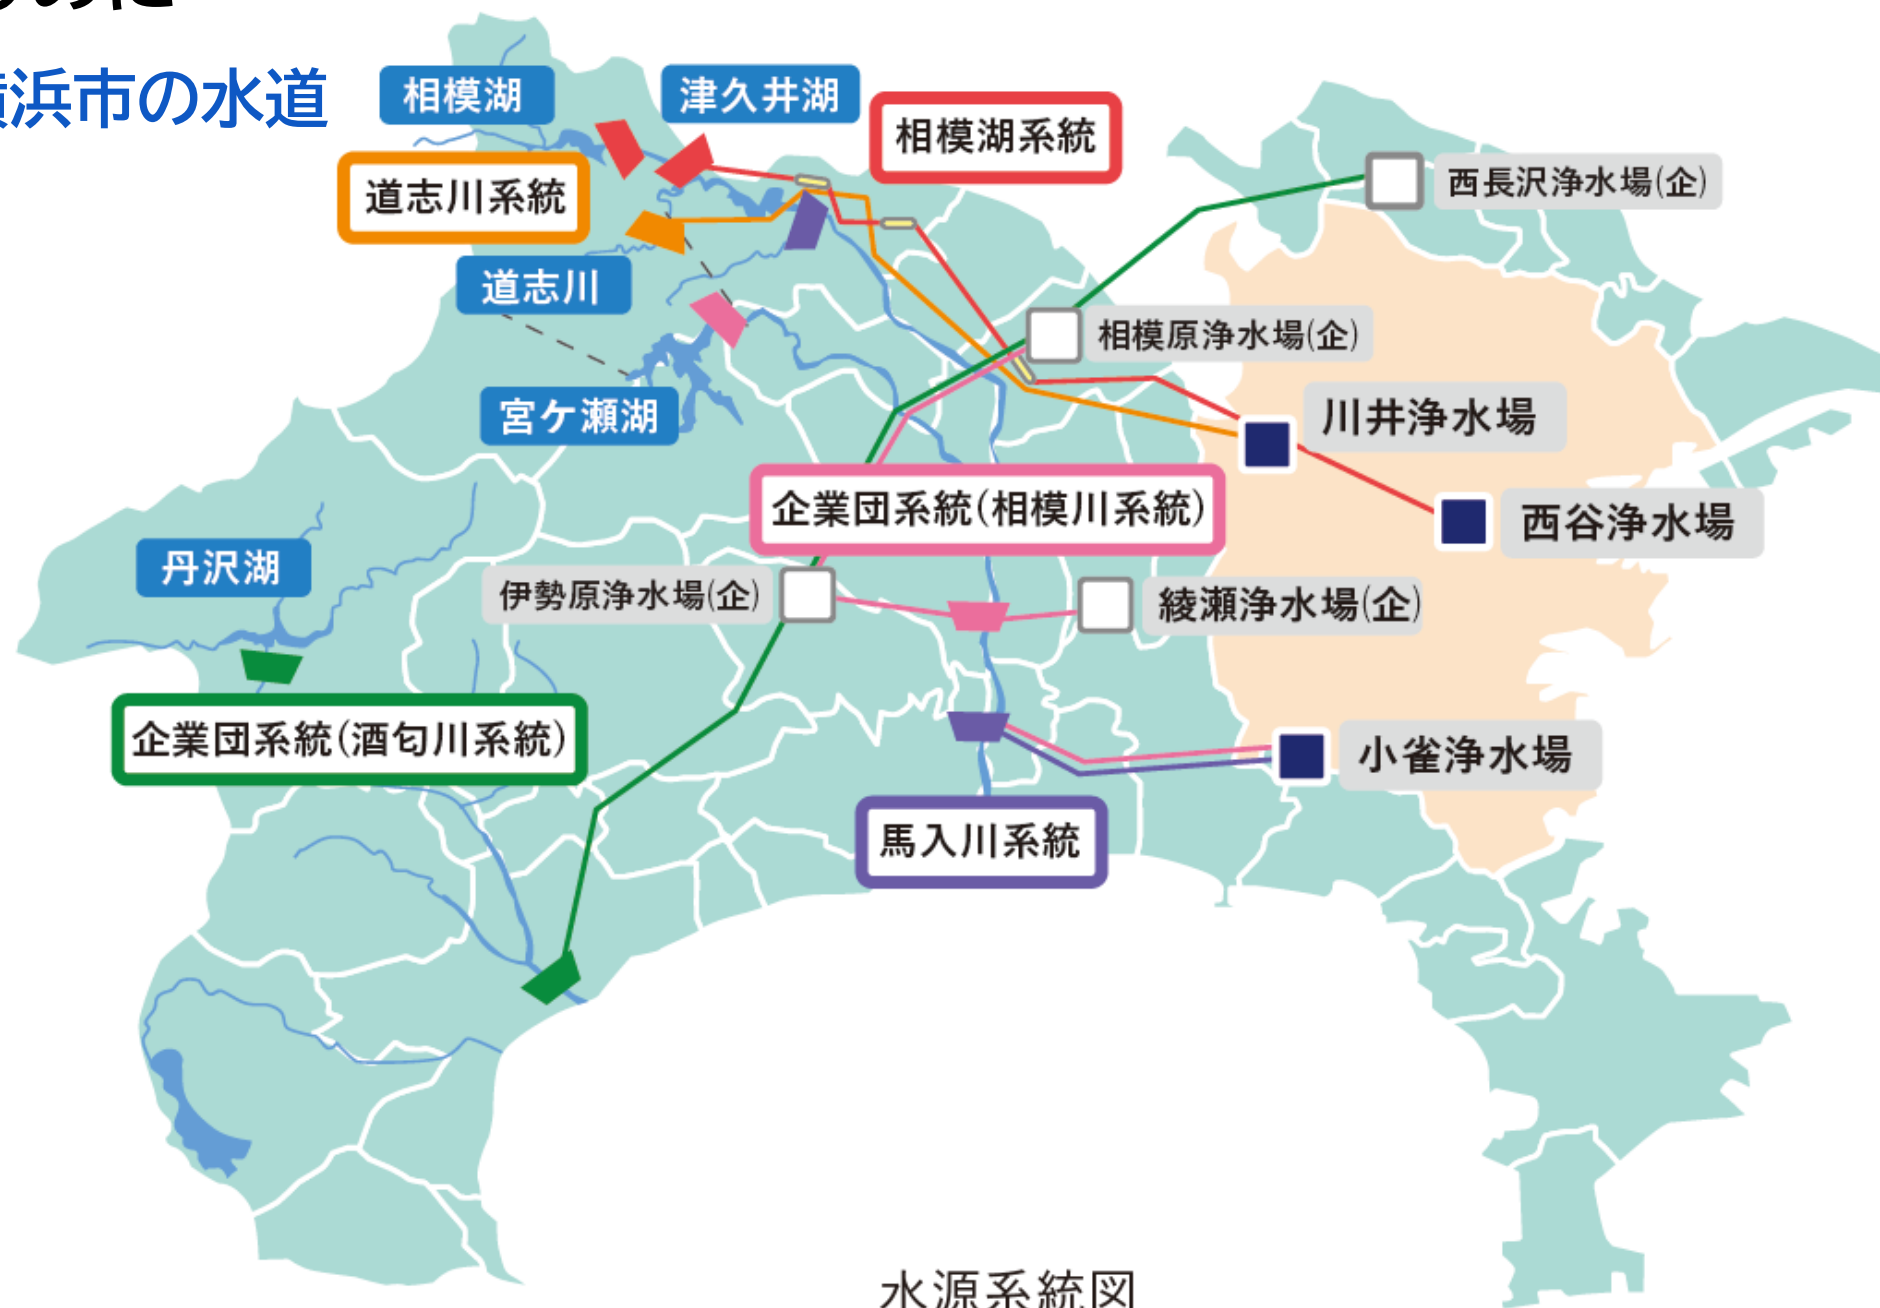 のに
浜市の水道
相模湖
津久井湖
相模湖系統
道志川系統
西長沢浄水場(企)
道志川
相模原浄水場(企)
宮ケ瀬湖
川井浄水場
企業団系統(相模川系統)
西谷浄水場
丹沢湖
伊勢原浄水場(企)
綾瀬浄水場(企)
企業団系統(酒匂川系統)
小雀浄水場
馬入川系統
水源系統図